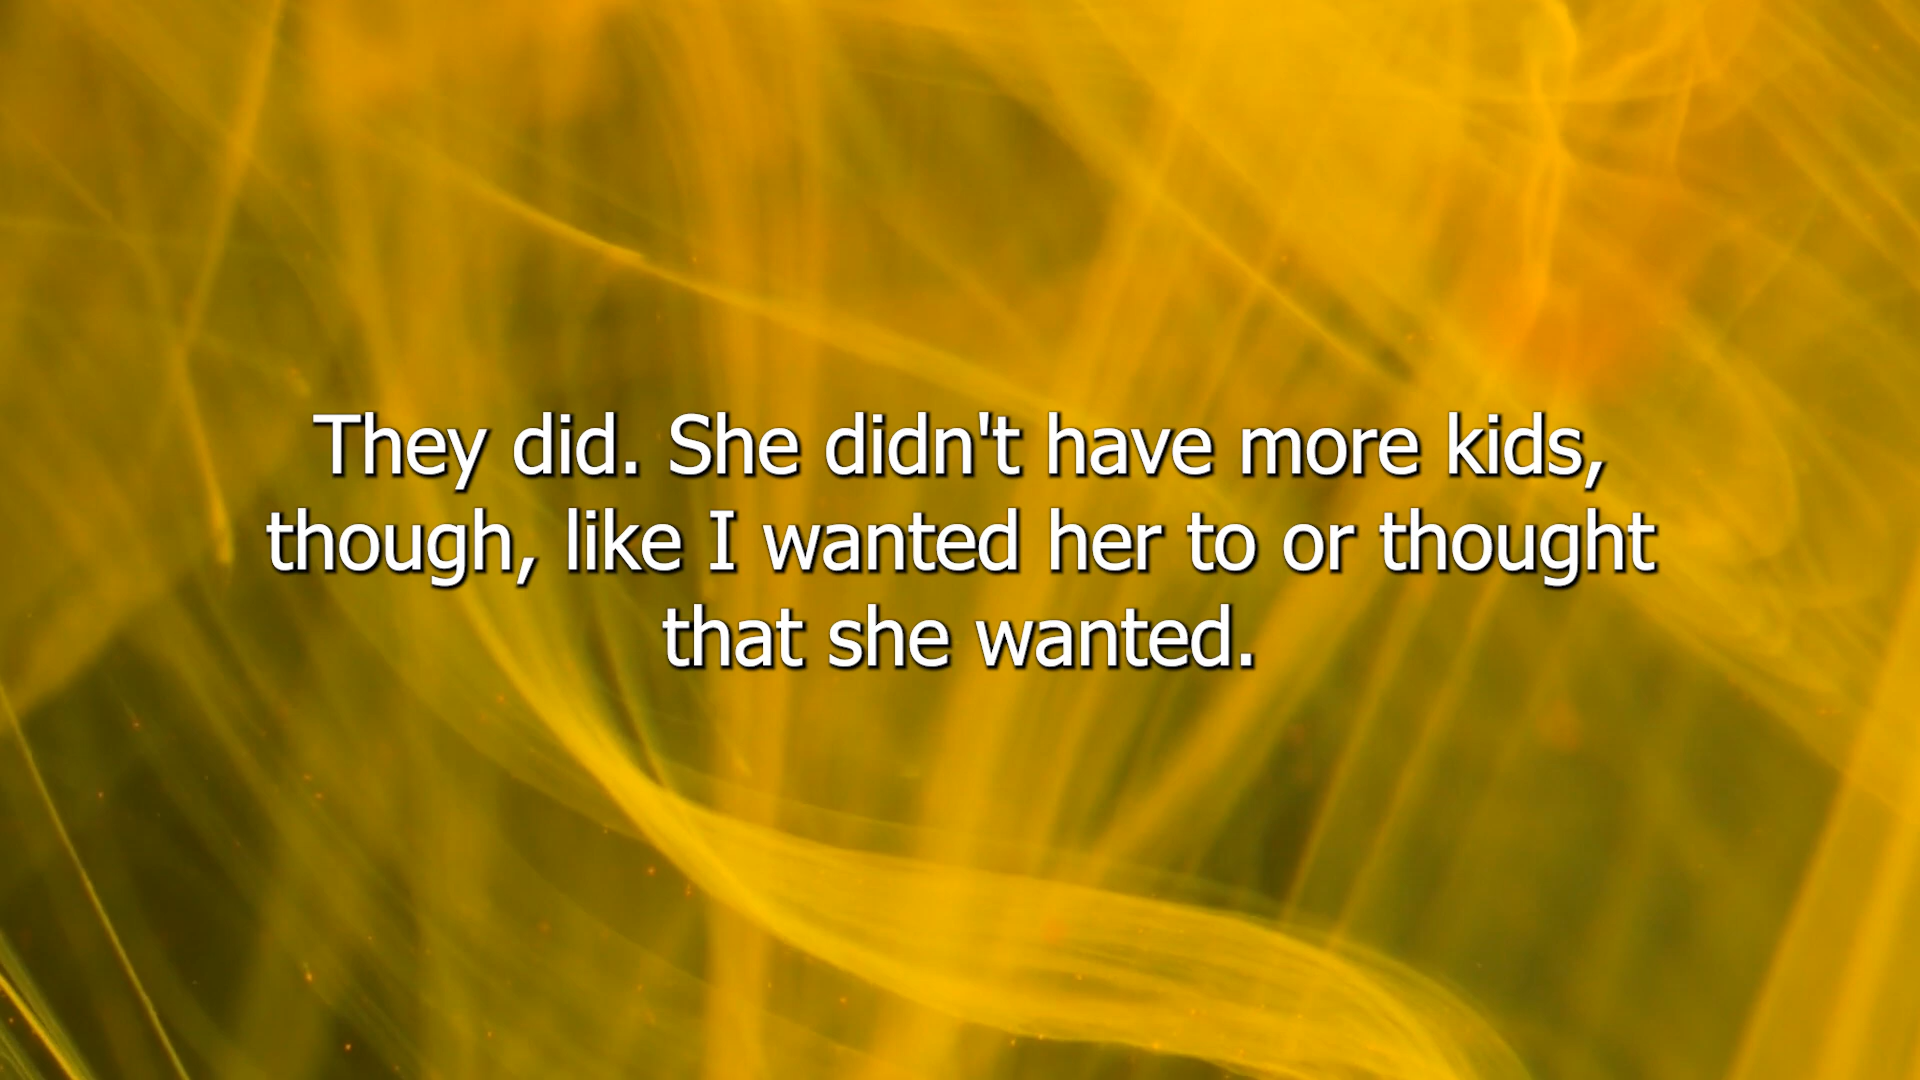 They did. She didn't have more kids,
though, like I wanted her to or thought
that she wanted.